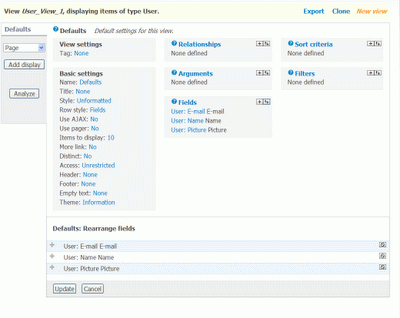 View User_View_1, displaying items of type User.
Export Clone New view
Defaults
Page
Add display
Analyze
Defaults Default settings for this view.
View settings
Tag: None
Basic settings
Name: Defaults
Title: None
Style: Unformatted
Row style: Fields
Use AJAX: No
Use pager: No
Items to display: 10
More link: No
Distinct: No
Access: Unrestricted
Header: None
Footer: None
Empty text: None
Theme: Information
Relationships
None defined
Arguments
None defined
Fields
User: E-mail E-mail
User: Name Name
User: Picture Picture
Sort criteria
None defined
Filters
None defined
Defaults: Rearrange fields
User: E-mail E-mail
User: Name Name
User: Picture Picture
Update Cancel